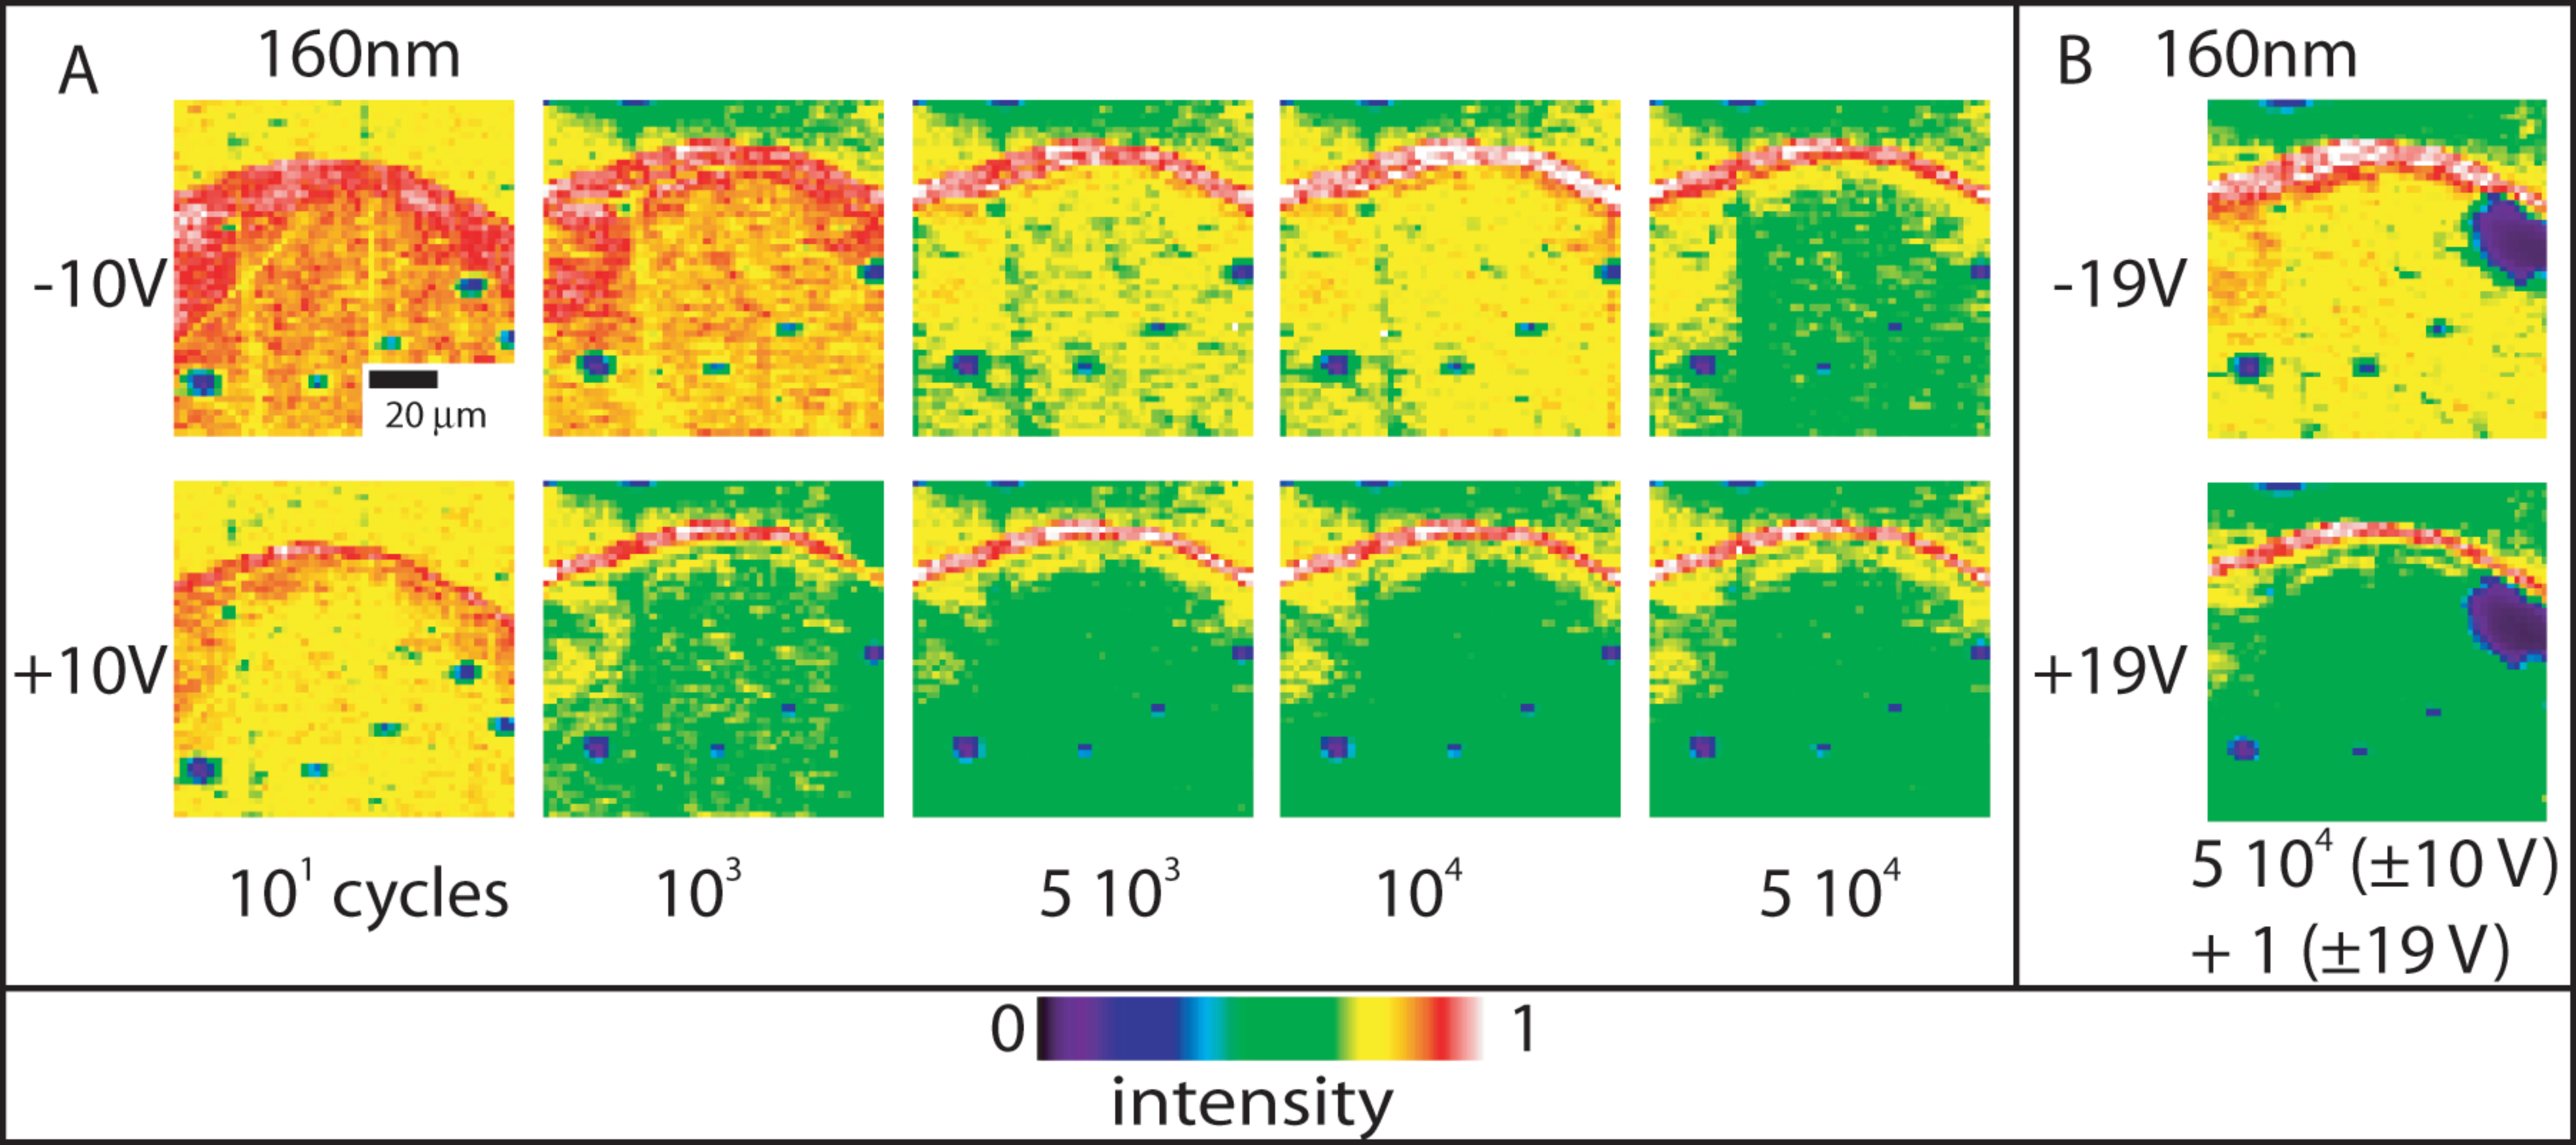 A
160nm
-10V
20 μm
+10V
10¹ cycles
10³
5 10³
10⁴
5 10⁴
B
160nm
-19V
+19V
5 10⁴ (±10 V)
+ 1 (±19 V)
0
1
intensity